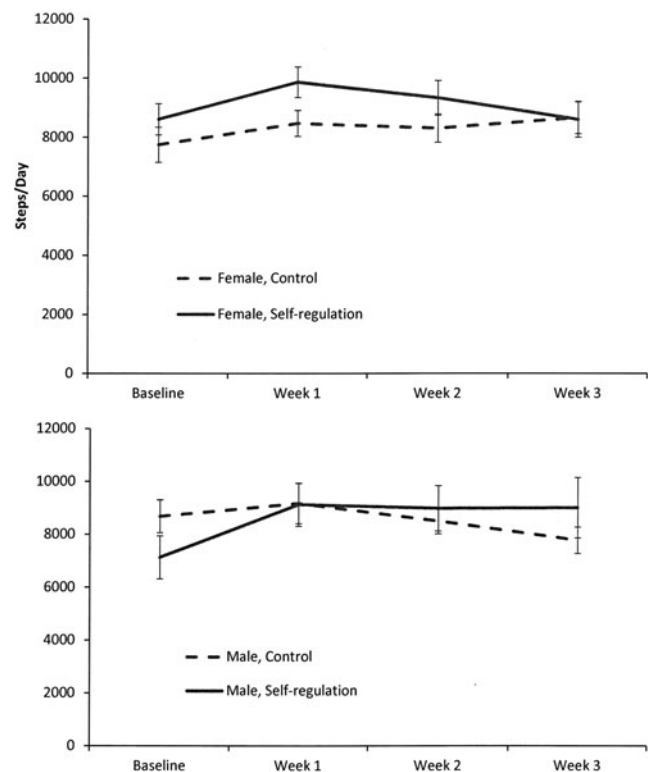 12000
10000
8000
6000
4000
2000
0
Steps/Day
Female, Control
Female, Self-regulation
Baseline Week 1 Week 2 Week 3
12000
10000
8000
6000
4000
2000
0
Male, Control
Male, Self-regulation
Baseline Week 1 Week 2 Week 3